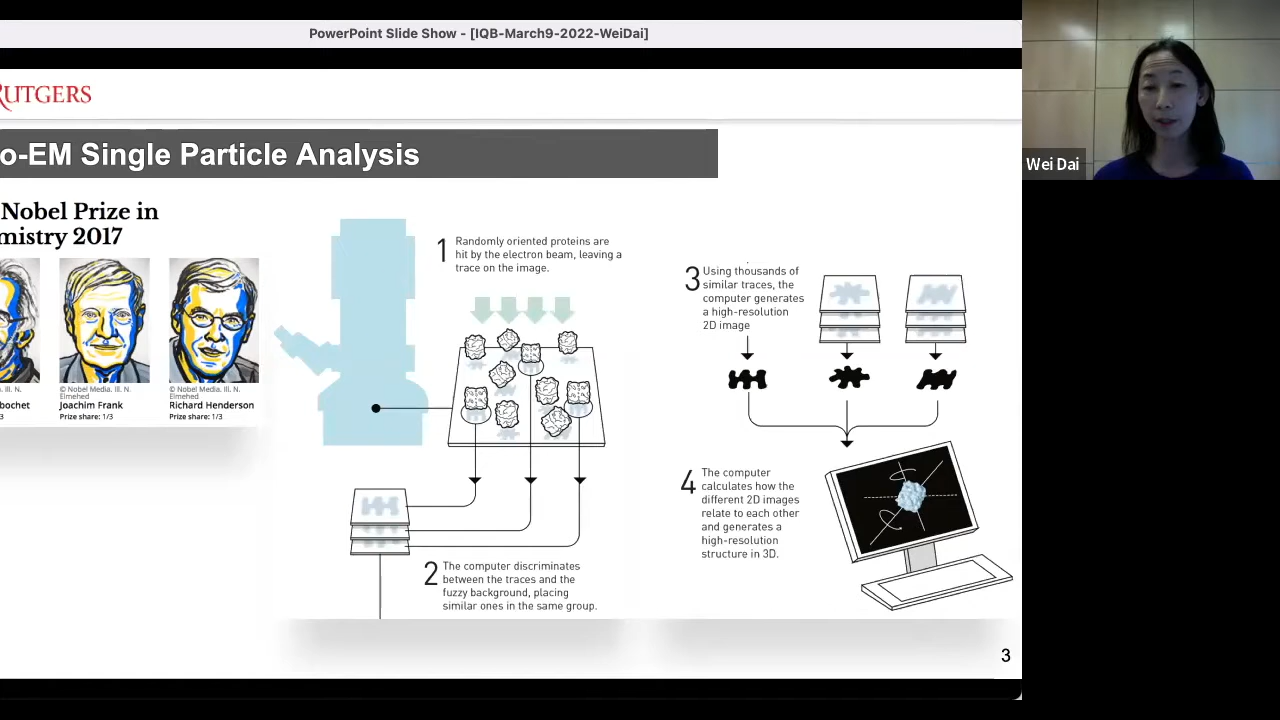 PowerPoint Slide Show - [IQB-March9-2022-WeiDai]
RUTGERS
o-EM Single Particle Analysis
Nobel Prize in
mistry 2017
ill. N.
© Nobel Media. Ill. N.
Elmehed
© Nobel Media. Ill. N.
Elmehed
bochet
Joachim Frank
Richard Henderson
3
Prize share: 1/3
Prize share: 1/3
1
Randomly oriented proteins are
hit by the electron beam, leaving a
trace on the image.
2
The computer discriminates
between the traces and the
fuzzy background, placing
similar ones in the same group.
3
Using thousands of
similar traces, the
computer generates
a high-resolution
2D image
4
The computer
calculates how the
different 2D images
relate to each other
and generates a
high-resolution
structure in 3D.
3
Wei Dai